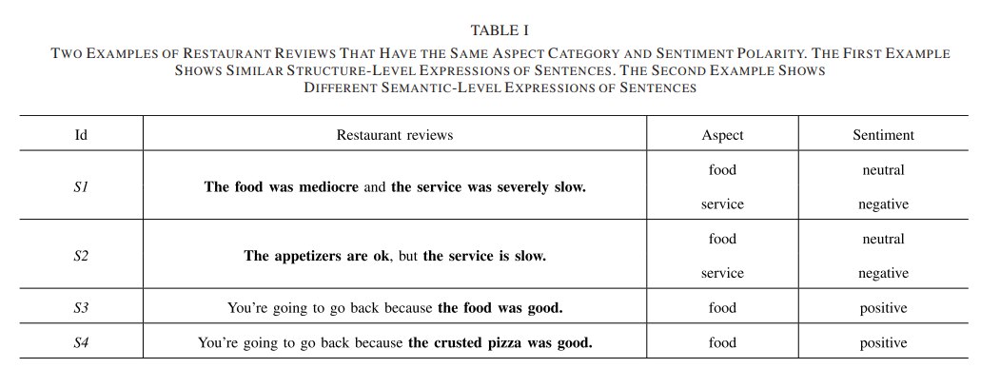 TABLE I
TWO EXAMPLES OF RESTAURANT REVIEWS THAT HAVE THE SAME ASPECT CATEGORY AND SENTIMENT POLARITY. THE FIRST EXAMPLE
SHOWS SIMILAR STRUCTURE-LEVEL EXPRESSIONS OF SENTENCES. THE SECOND EXAMPLE SHOWS
DIFFERENT SEMANTIC-LEVEL EXPRESSIONS OF SENTENCES
Id Restaurant reviews Aspect Sentiment
S1 The food was mediocre and the service was severely slow. food neutral
service negative
S2 The appetizers are ok, but the service is slow. food neutral
service negative
S3 You're going to go back because the food was good. food positive
S4 You're going to go back because the crusted pizza was good. food positive